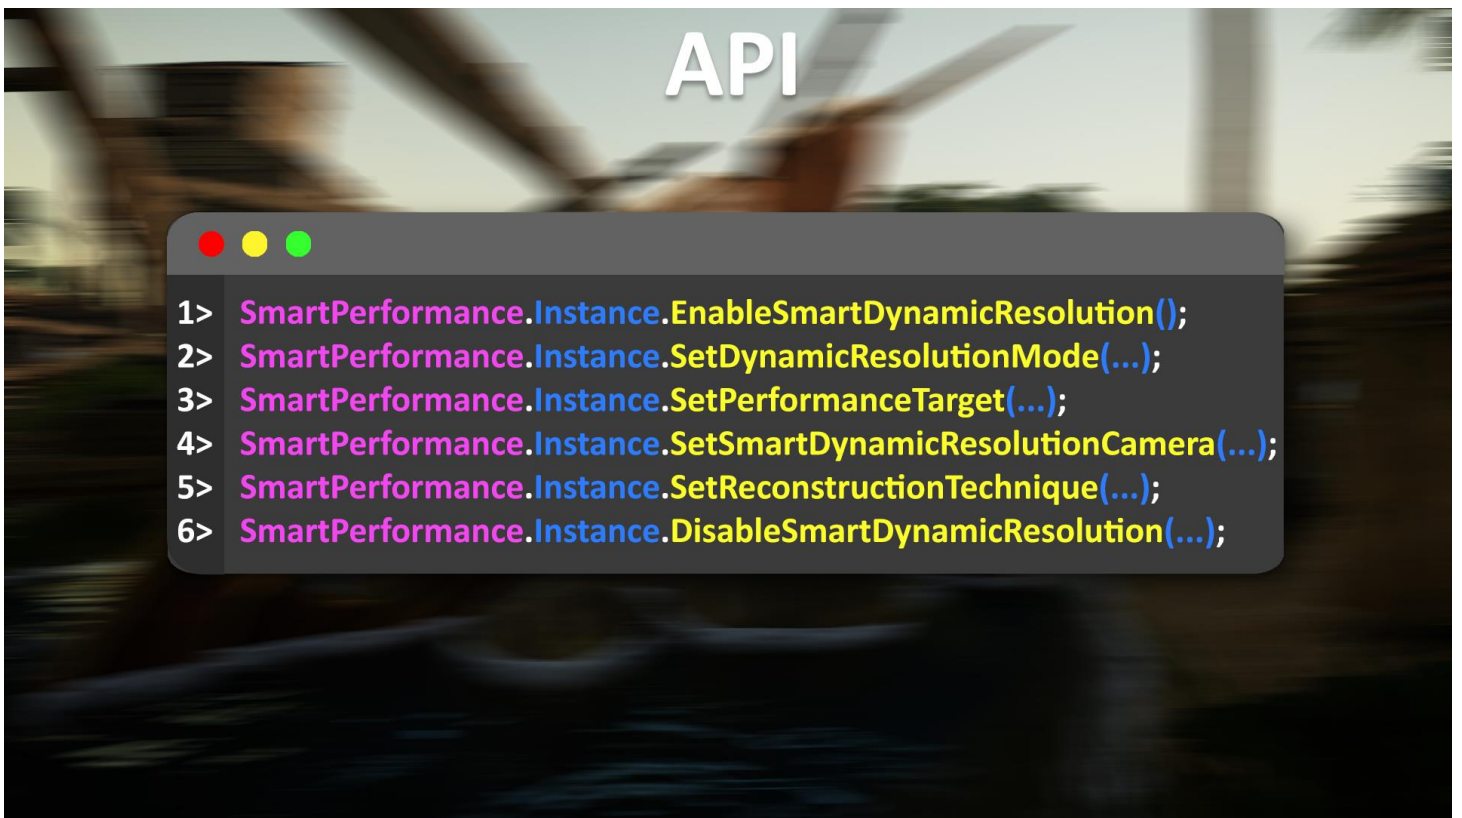 API
1> SmartPerformance.Instance.EnableSmartDynamicResolution();
2> SmartPerformance.Instance.SetDynamicResolutionMode(...);
3> SmartPerformance.Instance.SetPerformanceTarget(...);
4> SmartPerformance.Instance.SetSmartDynamicResolutionCamera(...);
5> SmartPerformance.Instance.SetReconstructionTechnique(...);
6> SmartPerformance.Instance.DisableSmartDynamicResolution(...);